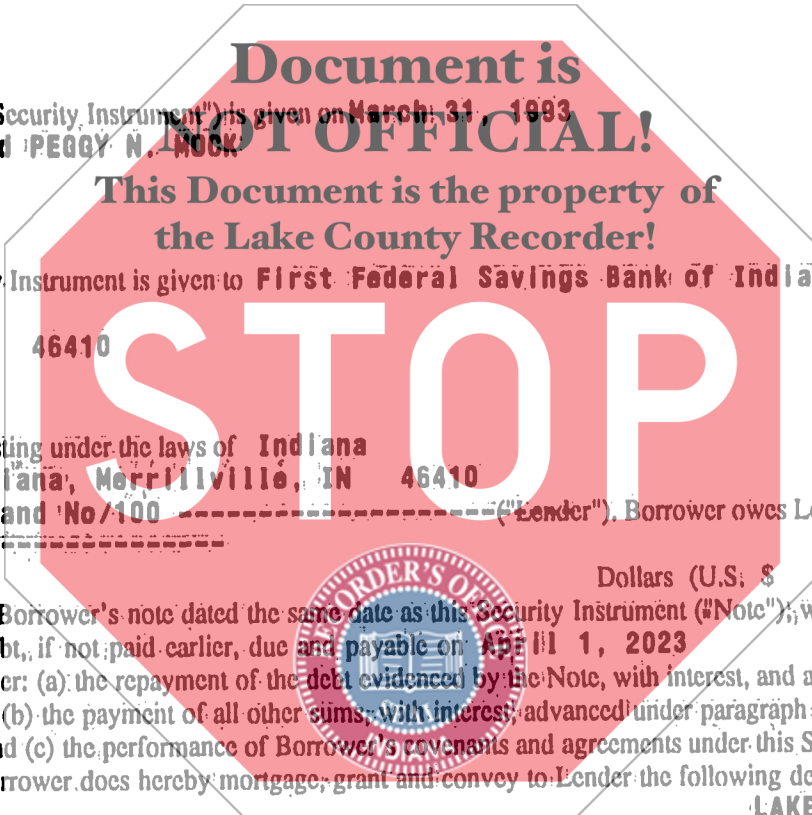 Document is
Security Instrument") is given on March 31, 1993
NOT OFFICIAL!
PEGGY N. MOCK
This Document is the property of
the Lake County Recorder!
Instrument is given to First Federal Savings Bank of India
STOP
46410
ting under the laws of Indiana
iana, Merrillville, IN 46410
and No/100 ---------------------- ("Lender"). Borrower owes Le
----------------
Dollars (U.S. $
Borrower's note dated the same date as this Security Instrument ("Note"), w
bt, if not paid earlier, due and payable on April 1, 2023
er: (a) the repayment of the debt evidenced by the Note, with interest, and a
(b) the payment of all other sums, with interest, advanced under paragraph
d (c) the performance of Borrower's covenants and agreements under this S
rrower does hereby mortgage, grant and convey to Lender the following de
LAKE